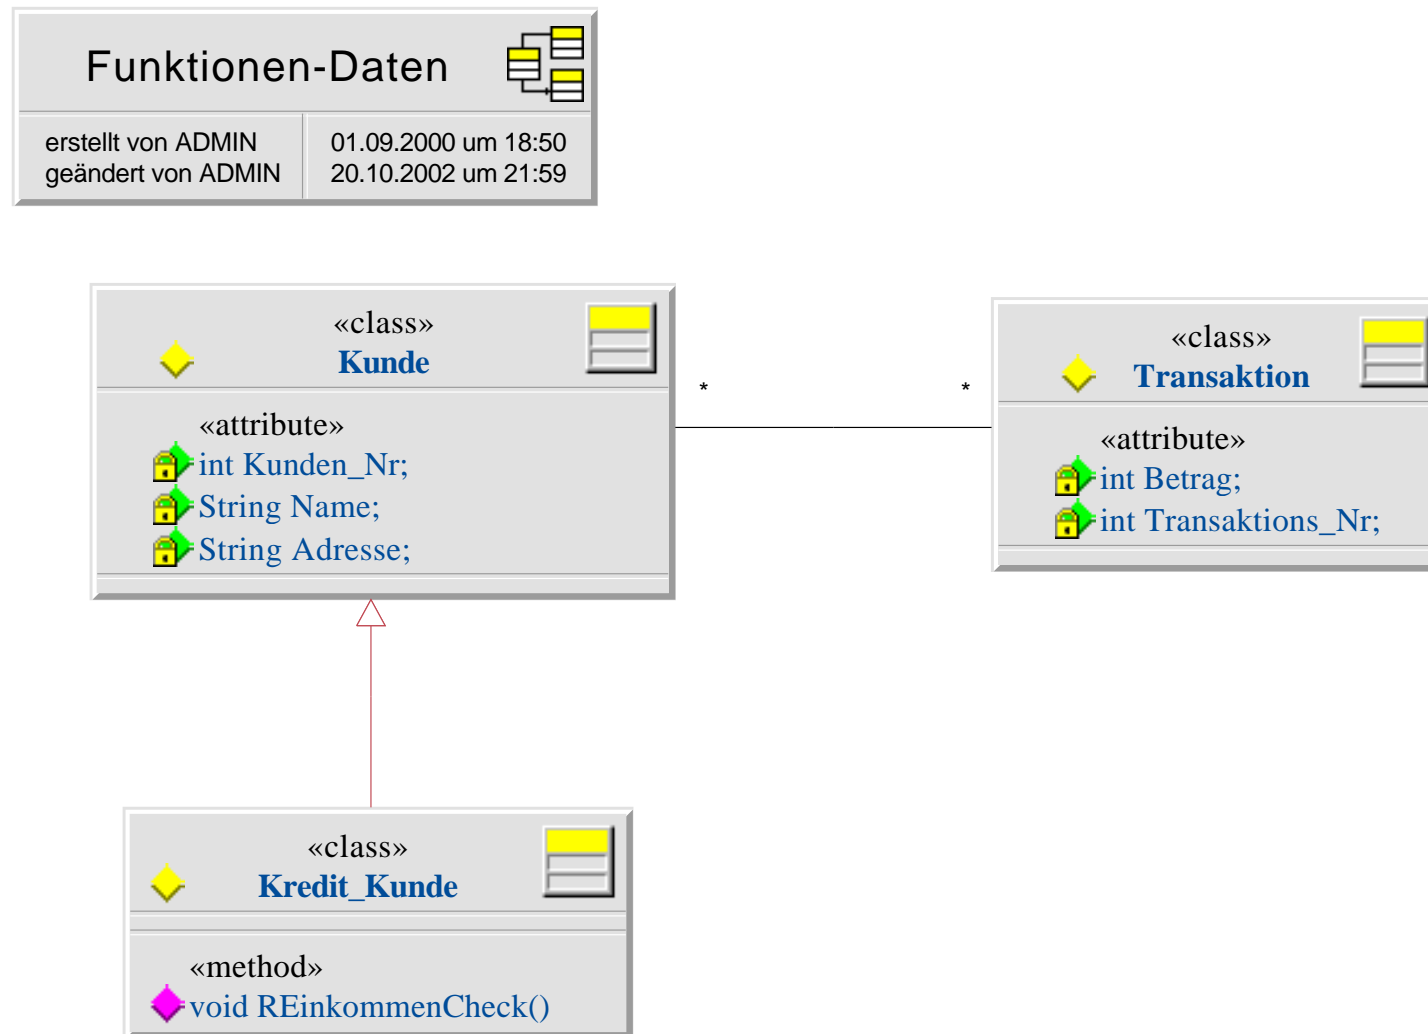 Funktionen-Daten
erstellt von ADMIN
geändert von ADMIN
01.09.2000 um 18:50
20.10.2002 um 21:59
«class»
Kunde
«attribute»
int Kunden_Nr;
String Name;
String Adresse;
* *
«class»
Transaktion
«attribute»
int Betrag;
int Transaktions_Nr;
«class»
Kredit_Kunde
«method»
void REinkommenCheck()